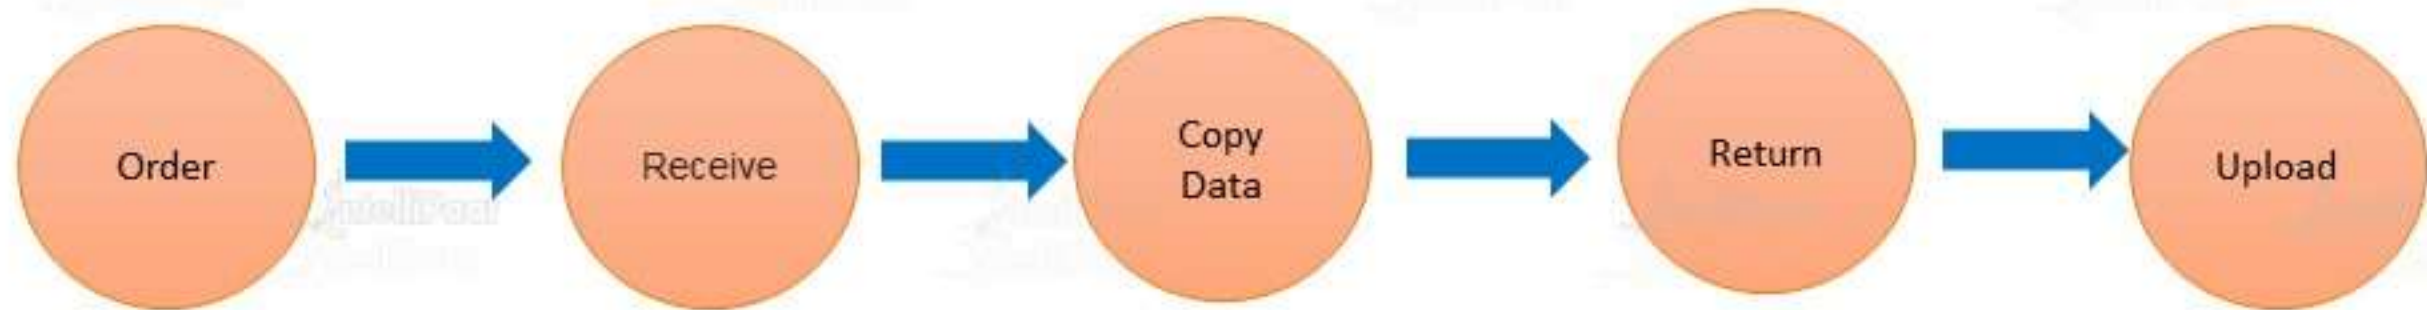 Order
Receive
Copy
Data
Return
Upload